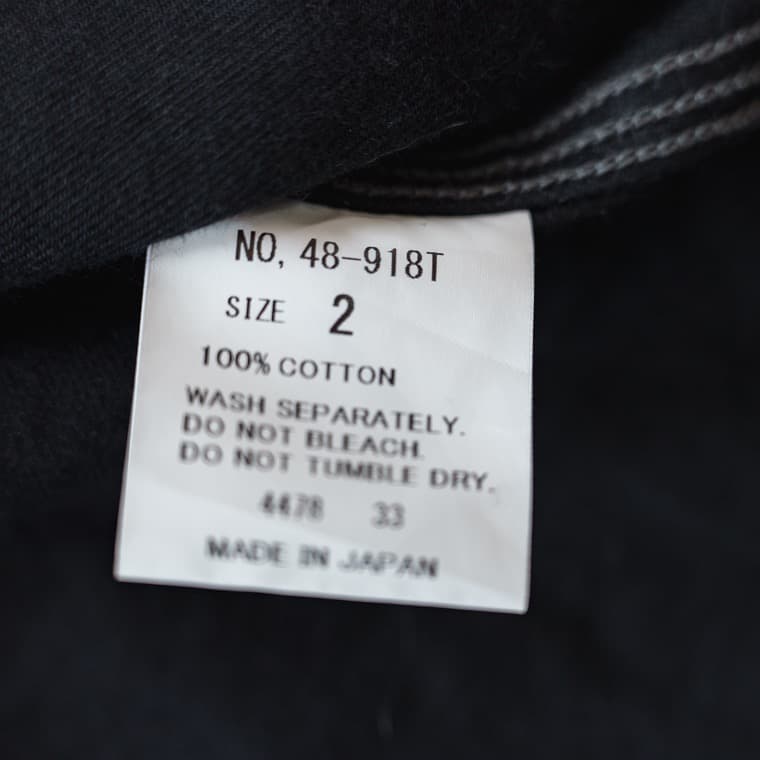 NO, 48-918T
SIZE 2
100% COTTON
WASH SEPARATELY.
DO NOT BLEACH.
DO NOT TUMBLE DRY.
4478 33
MADE IN JAPAN